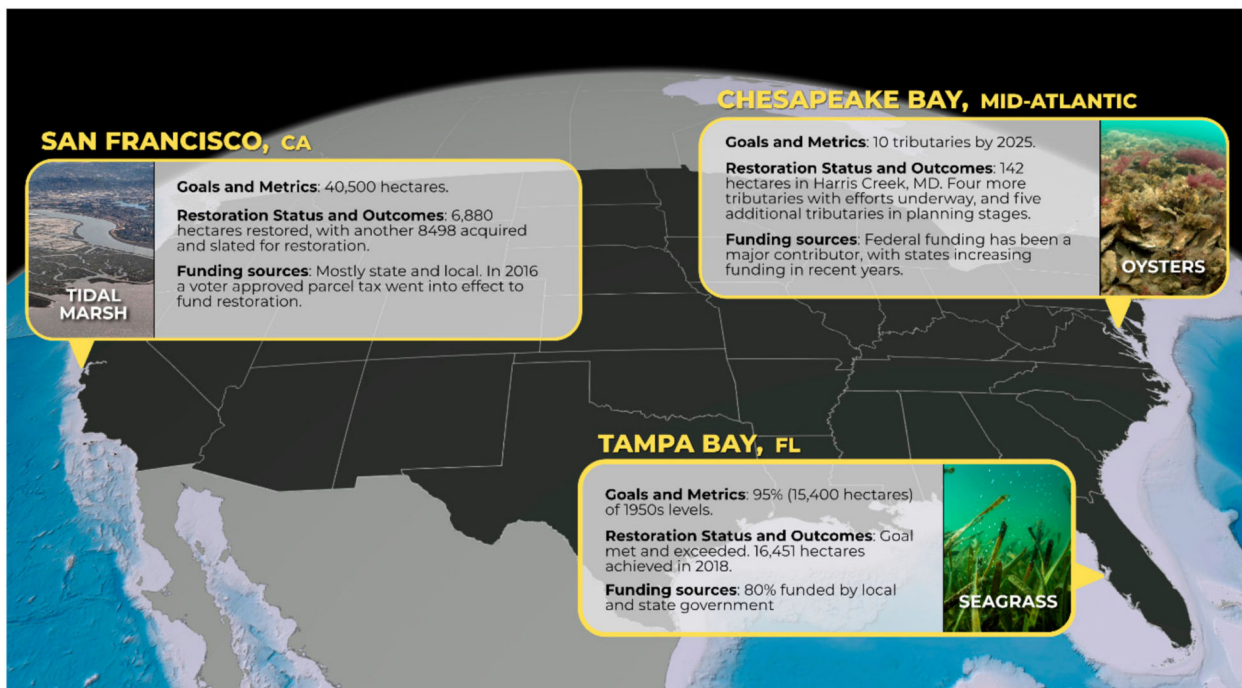 SAN FRANCISCO, CA
Goals and Metrics: 40,500 hectares.
Restoration Status and Outcomes: 6,880
hectares restored, with another 8498 acquired
and slated for restoration.
Funding sources: Mostly state and local. In 2016
a voter approved parcel tax went into effect to
fund restoration.
TIDAL
MARSH
CHESAPEAKE BAY, MID-ATLANTIC
Goals and Metrics: 10 tributaries by 2025.
Restoration Status and Outcomes: 142
hectares in Harris Creek, MD. Four more
tributaries with efforts underway, and five
additional tributaries in planning stages.
Funding sources: Federal funding has been a
major contributor, with states increasing
funding in recent years.
OYSTERS
TAMPA BAY, FL
Goals and Metrics: 95% (15,400 hectares)
of 1950s levels.
Restoration Status and Outcomes: Goal
met and exceeded. 16,451 hectares
achieved in 2018.
Funding sources: 80% funded by local
and state government
SEAGRASS